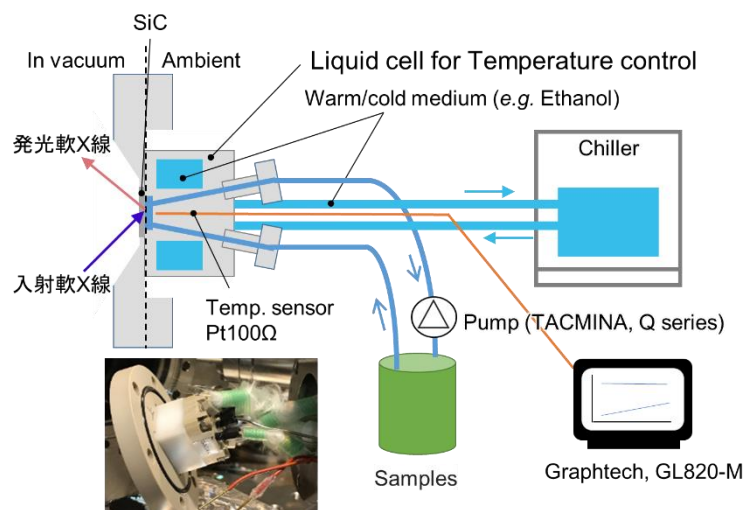 SiC
In vacuum
Ambient
Liquid cell for Temperature control
Warm/cold medium (e.g. Ethanol)
発光軟X線
入射軟X線
Chiller
Temp. sensor
Pt100Ω
Pump (TACMINA, Q series)
Samples
Graphtech, GL820-M